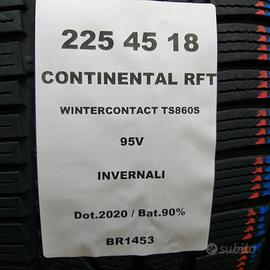 225 45 18
CONTINENTAL RFT
WINTERCONTACT TS860S
95V
INVERNALI
Dot.2020 / Bat.90%
BR1453
subito